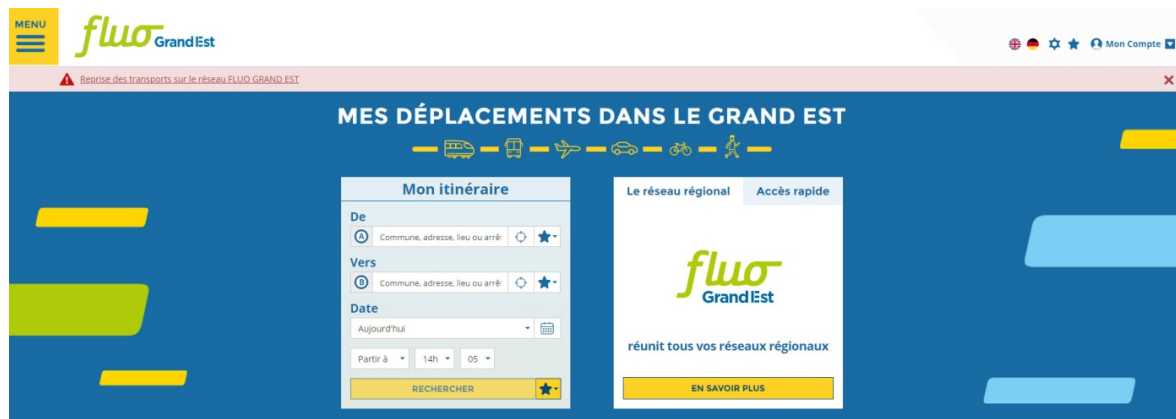 MENU
fluo Grand Est
Mon Compte
Reprise des transports sur le réseau FLUO GRAND EST
MES DÉPLACEMENTS DANS LE GRAND EST
Mon itinéraire
De
A Commune, adresse, lieu ou arrê
Vers
B Commune, adresse, lieu ou arrê
Date
Aujourd'hui
Partir à 14h 05
RECHERCHER
Le réseau régional Accès rapide
fluo
Grand Est
réunit tous vos réseaux régionaux
EN SAVOIR PLUS